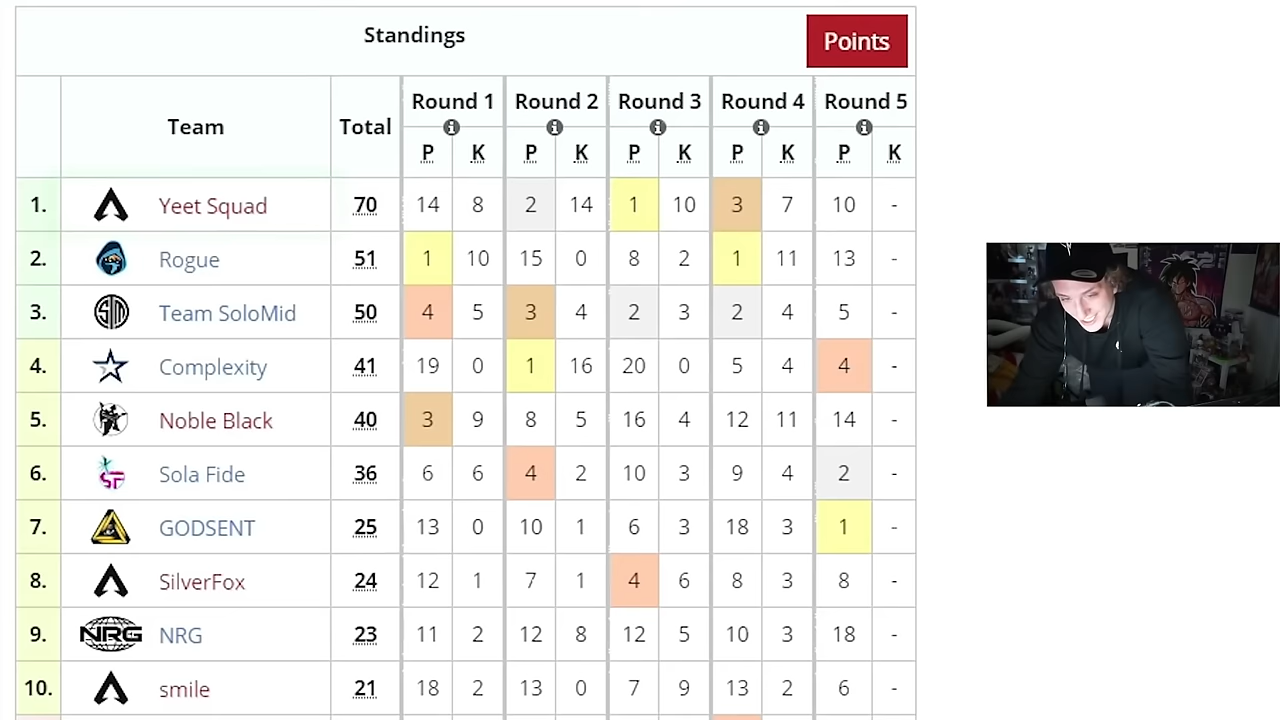 Standings
Points
Team Total Round 1 Round 2 Round 3 Round 4 Round 5
P K P K P K P K P K
1. Yeet Squad 70 14 8 2 14 1 10 3 7 10 -
2. Rogue 51 1 10 15 0 8 2 1 11 13 -
3. TSM Team SoloMid 50 4 5 3 4 2 3 2 4 5 -
4. Complexity 41 19 0 1 16 20 0 5 4 4 -
5. Noble Black 40 3 9 8 5 16 4 12 11 14 -
6. SF Sola Fide 36 6 6 4 2 10 3 9 4 2 -
7. GODSENT 25 13 0 10 1 6 3 18 3 1 -
8. SilverFox 24 12 1 7 1 4 6 8 3 8 -
9. NRG NRG 23 11 2 12 8 12 5 10 3 18 -
10. smile 21 18 2 13 0 7 9 13 2 6 -